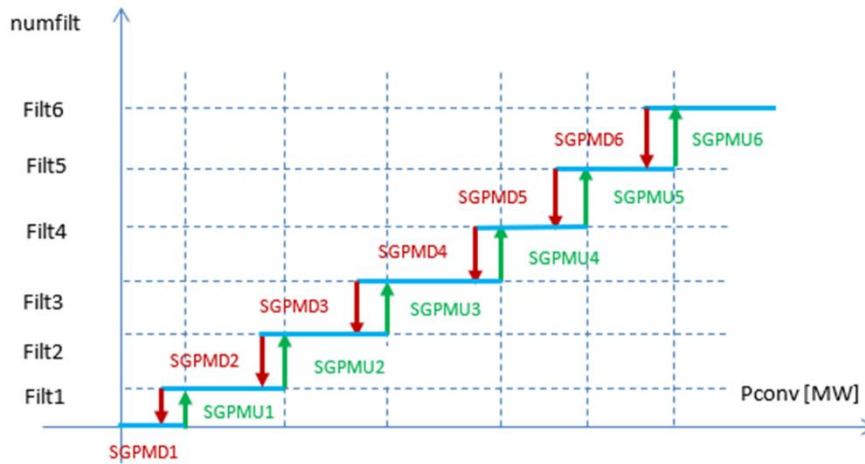 numfilt
Filt6
SGPMD6
SGPMU6
Filt5
SGPMD5
SGPMU5
Filt4
SGPMD4
SGPMU4
Filt3
SGPMD3
SGPMU3
Filt2
SGPMD2
SGPMU2
Filt1
SGPMU1
Pconv [MW]
SGPMD1